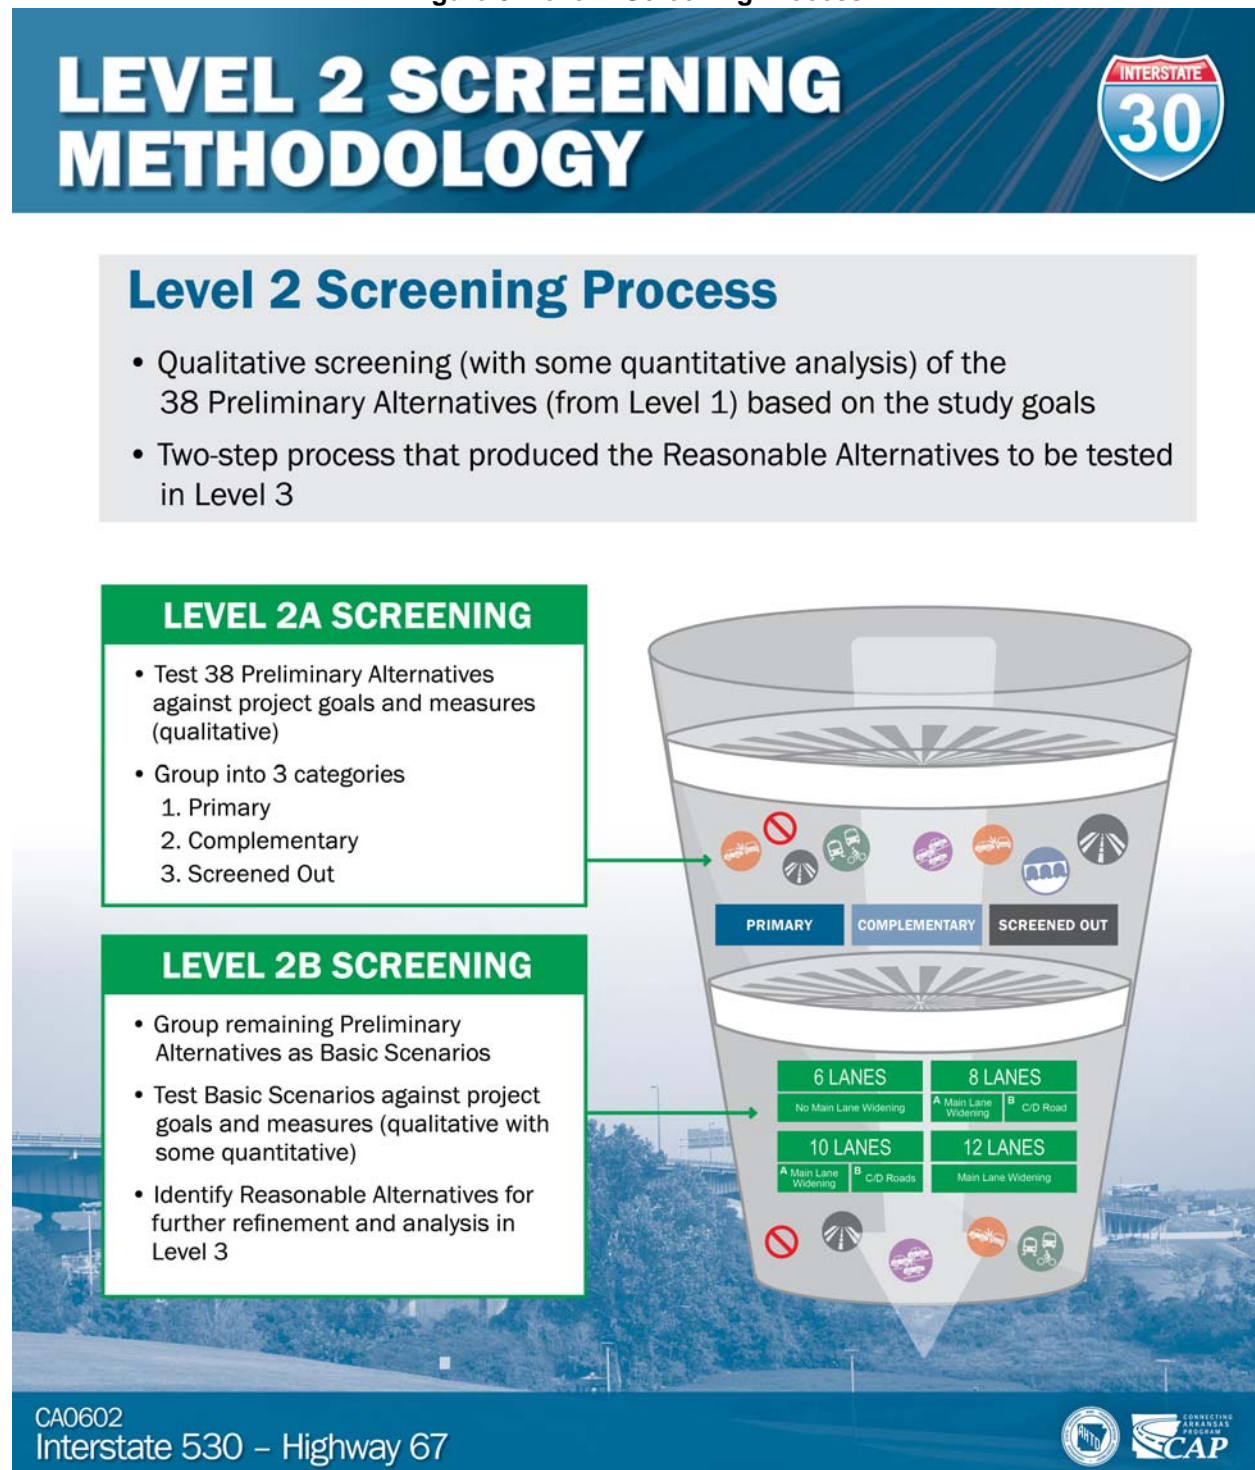 LEVEL 2 SCREENING
METHODOLOGY
INTERSTATE
30
Level 2 Screening Process
• Qualitative screening (with some quantitative analysis) of the
38 Preliminary Alternatives (from Level 1) based on the study goals
• Two-step process that produced the Reasonable Alternatives to be tested
in Level 3
LEVEL 2A SCREENING
• Test 38 Preliminary Alternatives
against project goals and measures
(qualitative)
• Group into 3 categories
1. Primary
2. Complementary
3. Screened Out
PRIMARY
COMPLEMENTARY
SCREENED OUT
LEVEL 2B SCREENING
• Group remaining Preliminary
Alternatives as Basic Scenarios
• Test Basic Scenarios against project
goals and measures (qualitative with
some quantitative)
• Identify Reasonable Alternatives for
further refinement and analysis in
Level 3
6 LANES
No Main Lane Widening
8 LANES
A Main Lane
Widening
B C/D Road
10 LANES
A Main Lane
Widening
B C/D Roads
12 LANES
Main Lane Widening
CA0602
Interstate 530 – Highway 67
AHTD
CONNECTING
ARKANSAS
PROGRAM
CAP